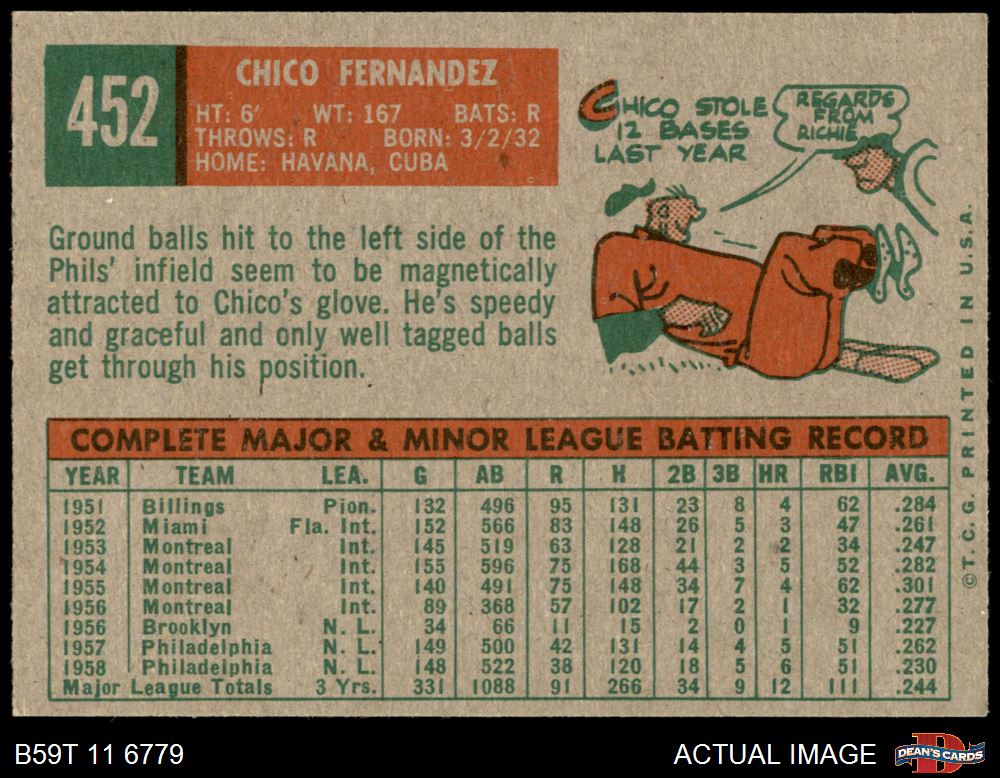 452
CHICO FERNANDEZ
HT: 6' WT: 167 BATS: R
THROWS: R BORN: 3/2/32
HOME: HAVANA, CUBA
CHICO STOLE
12 BASES
LAST YEAR
REGARDS
FROM
RICHIE
Ground balls hit to the left side of the
Phils' infield seem to be magnetically
attracted to Chico's glove. He's speedy
and graceful and only well tagged balls
get through his position.
COMPLETE MAJOR & MINOR LEAGUE BATTING RECORD
YEAR TEAM LEA. G AB R H 2B 3B HR RBI AVG.
1951 Billings Pion. 132 496 95 131 23 8 4 62 .284
1952 Miami Fla. Int. 152 566 83 148 26 5 3 47 .261
1953 Montreal Int. 145 519 63 128 21 2 2 34 .247
1954 Montreal Int. 155 596 75 168 44 3 5 52 .282
1955 Montreal Int. 140 491 75 148 34 7 4 62 .301
1956 Montreal Int. 89 368 57 102 17 2 1 32 .277
1956 Brooklyn N. L. 34 66 11 15 2 0 1 9 .227
1957 Philadelphia N. L. 149 500 42 131 14 4 5 51 .262
1958 Philadelphia N. L. 148 522 38 120 18 5 6 51 .230
Major League Totals 3 Yrs. 331 1088 91 266 34 9 12 111 .244
©T. C. G. PRINTED IN U.S.A.
B59T 11 6779
ACTUAL IMAGE
DEAN'S CARDS